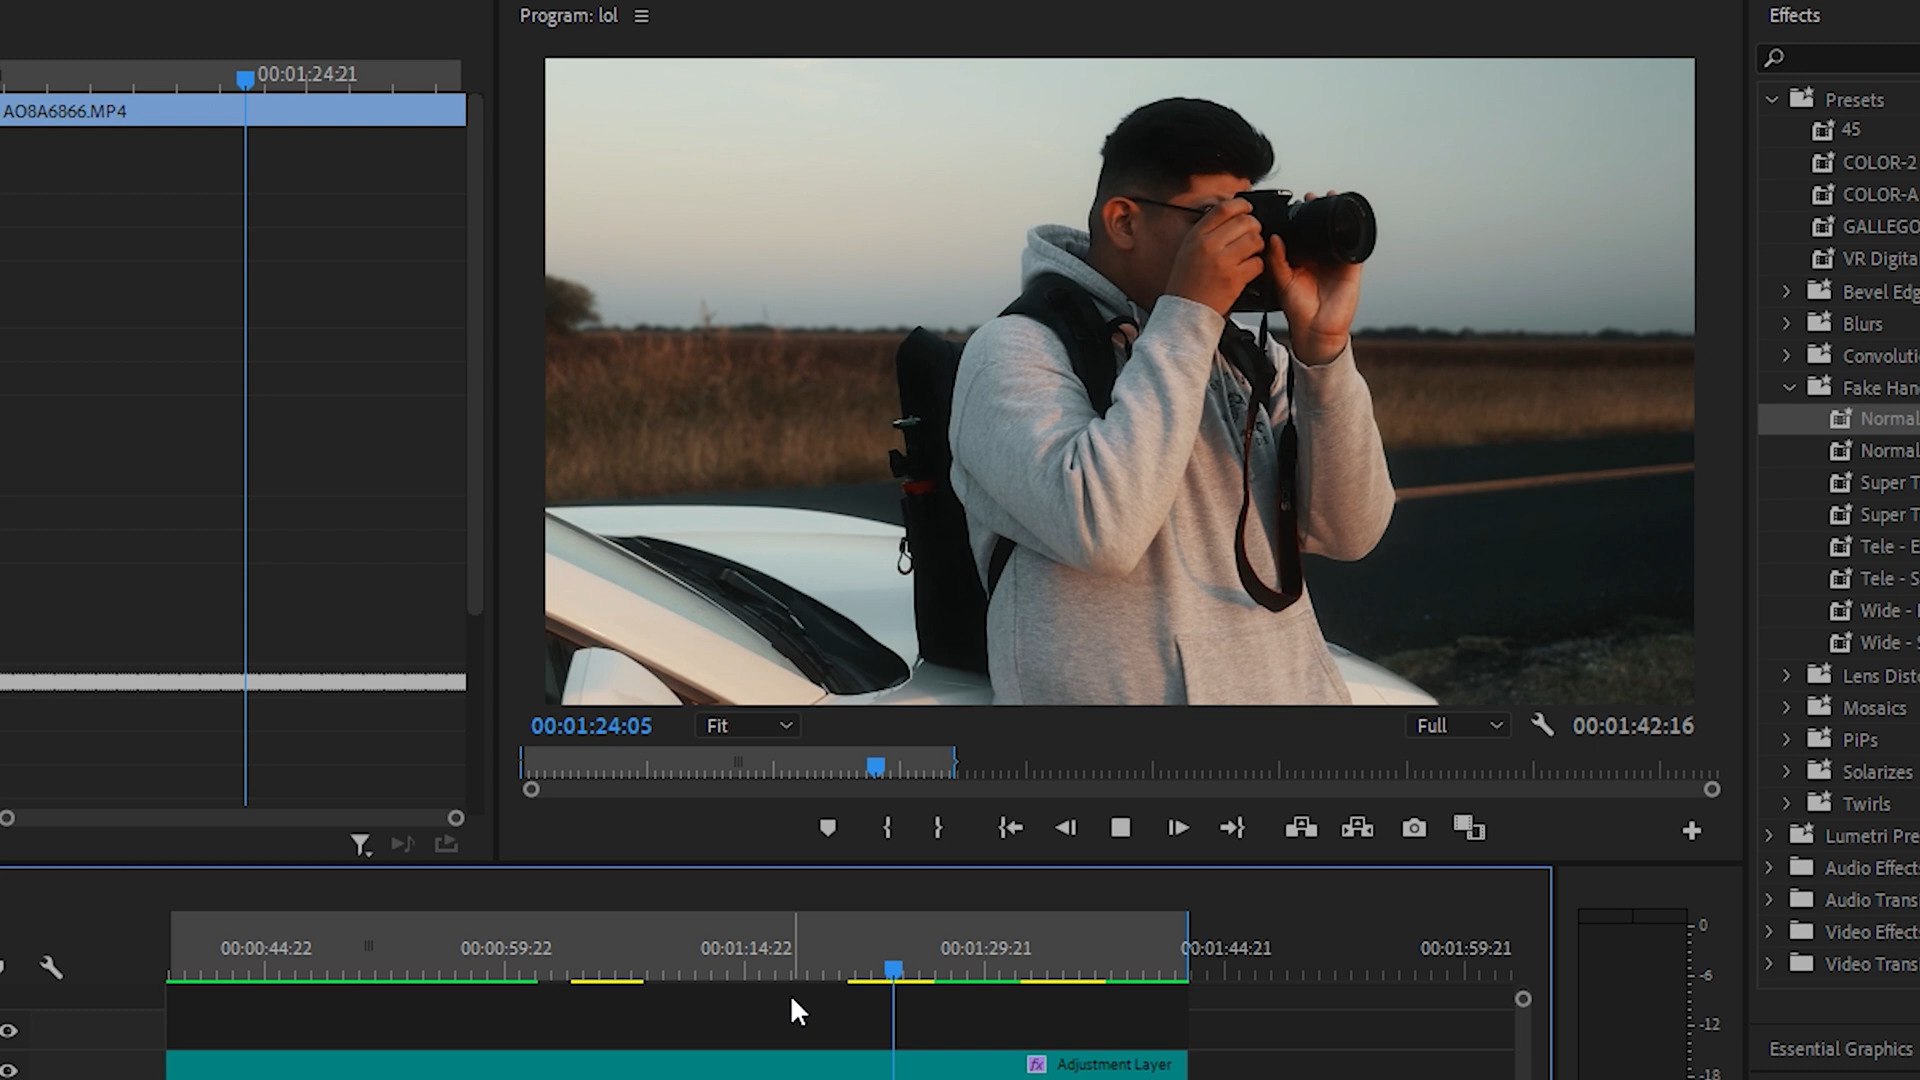 Program: lol
00:01:24:21
AO8A6866.MP4
00:01:24:05
Fit
Full
00:01:42:16
Effects
Presets
45
COLOR-2
COLOR-A
GALLEGO
VR Digita
Bevel Edg
Blurs
Convoluti
Fake Han
Normal
Normal
Super T
Super T
Tele - E
Tele - S
Wide -
Wide - S
Lens Disto
Mosaics
PiPs
Solarizes
Twirls
Lumetri Pre
Audio Effects
Audio Trans
Video Effects
Video Trans
Essential Graphics
00:00:44:22
00:00:59:22
00:01:14:22
00:01:29:21
00:01:44:21
00:01:59:21
fx Adjustment Layer
0
-6
-12
-18